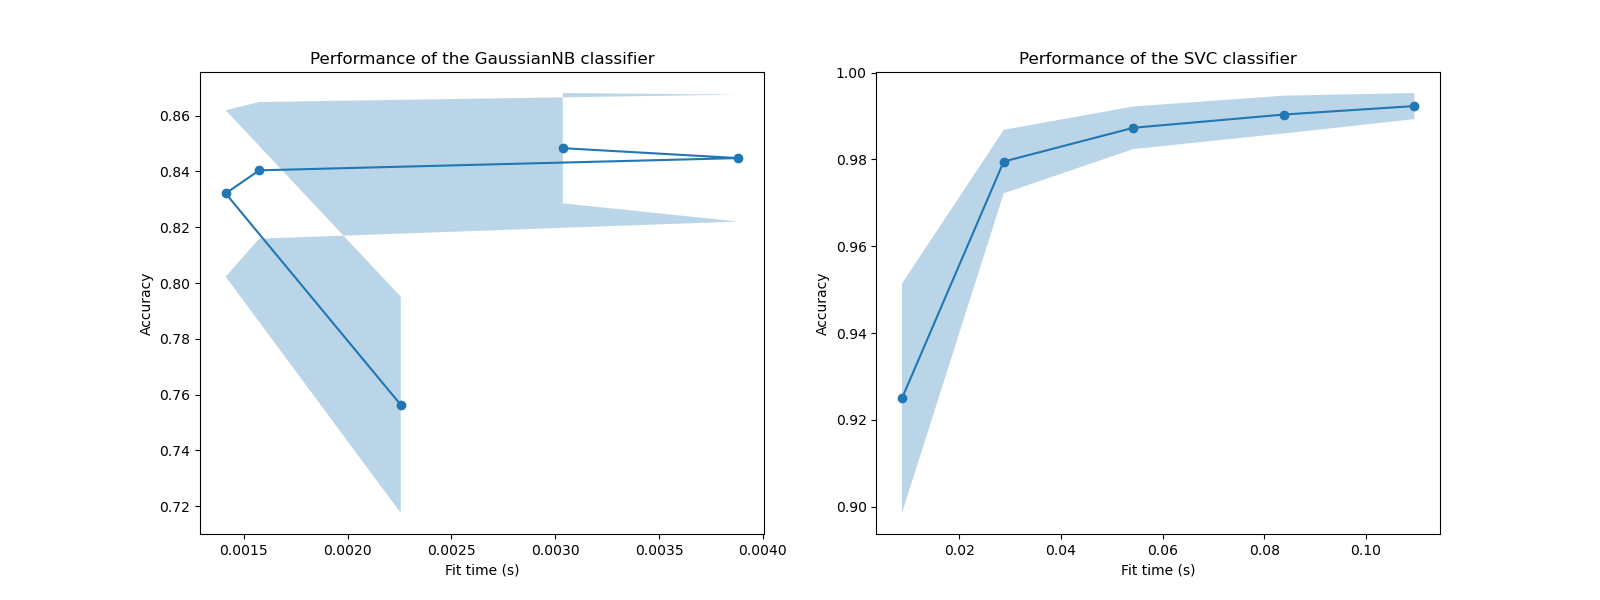 Performance of the GaussianNB classifier
Accuracy
0.86
0.84
0.82
0.80
0.78
0.76
0.74
0.72
0.0015 0.0020 0.0025 0.0030 0.0035 0.0040
Fit time (s)
Performance of the SVC classifier
Accuracy
1.00
0.98
0.96
0.94
0.92
0.90
0.02 0.04 0.06 0.08 0.10
Fit time (s)